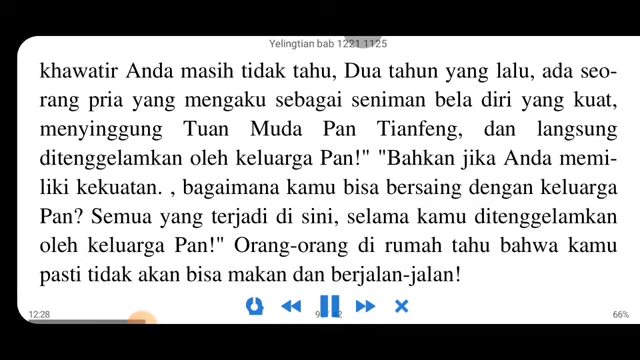 Yelingtian bab 1221 1125
khawatir Anda masih tidak tahu, Dua tahun yang lalu, ada seo-
rang pria yang mengaku sebagai seniman bela diri yang kuat,
menyinggung Tuan Muda Pan Tianfeng, dan langsung
ditenggelamkan oleh keluarga Pan!" "Bahkan jika Anda memi-
liki kekuatan. , bagaimana kamu bisa bersaing dengan keluarga
Pan? Semua yang terjadi di sini, selama kamu ditenggelamkan
oleh keluarga Pan!" Orang-orang di rumah tahu bahwa kamu
pasti tidak akan bisa makan dan berjalan-jalan!
12:28
66%